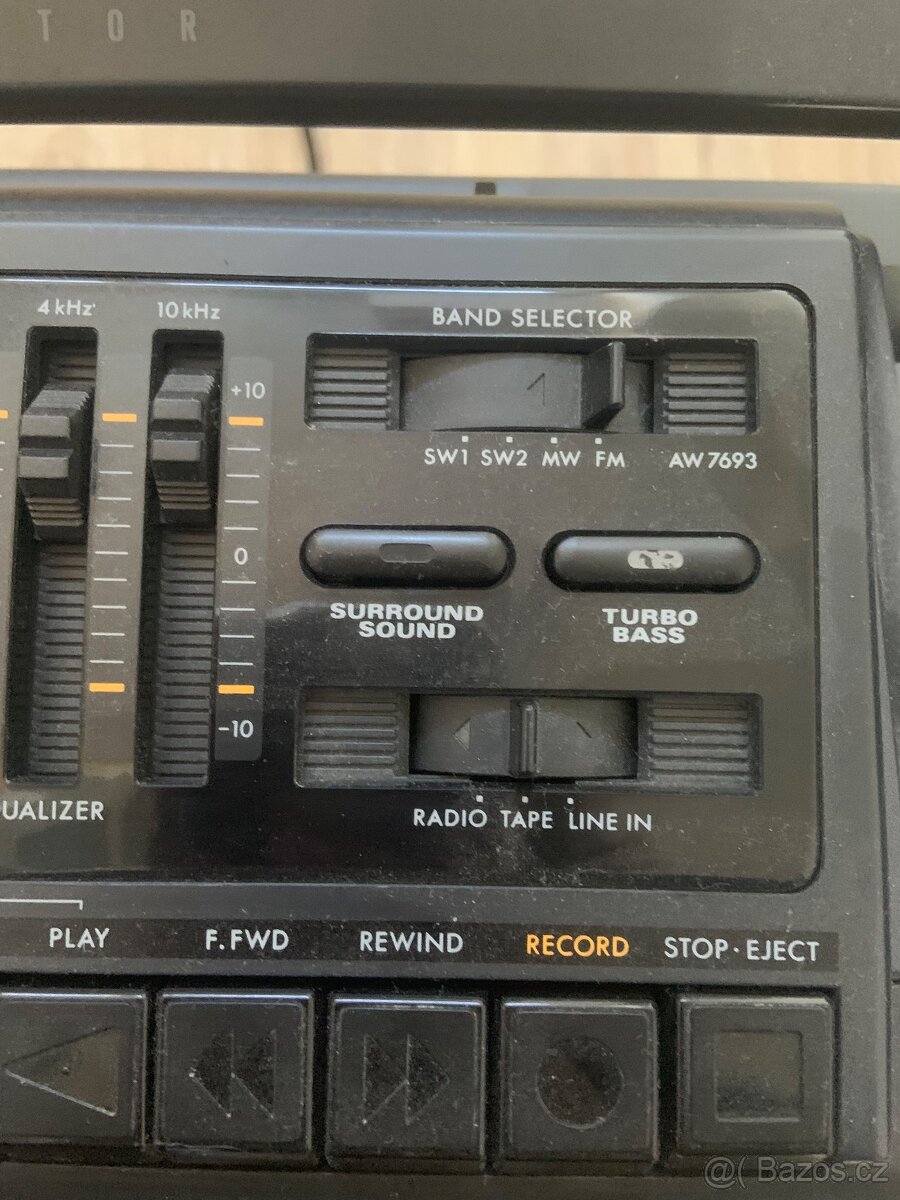 TOR
4 kHz
10 kHz
BAND SELECTOR
+10
SW1 SW2 MW FM AW 7693
0
SURROUND
SOUND
TURBO
BASS
-10
UALIZER
RADIO TAPE LINE IN
PLAY F.FWD REWIND RECORD STOP·EJECT
@( Bazos.cz